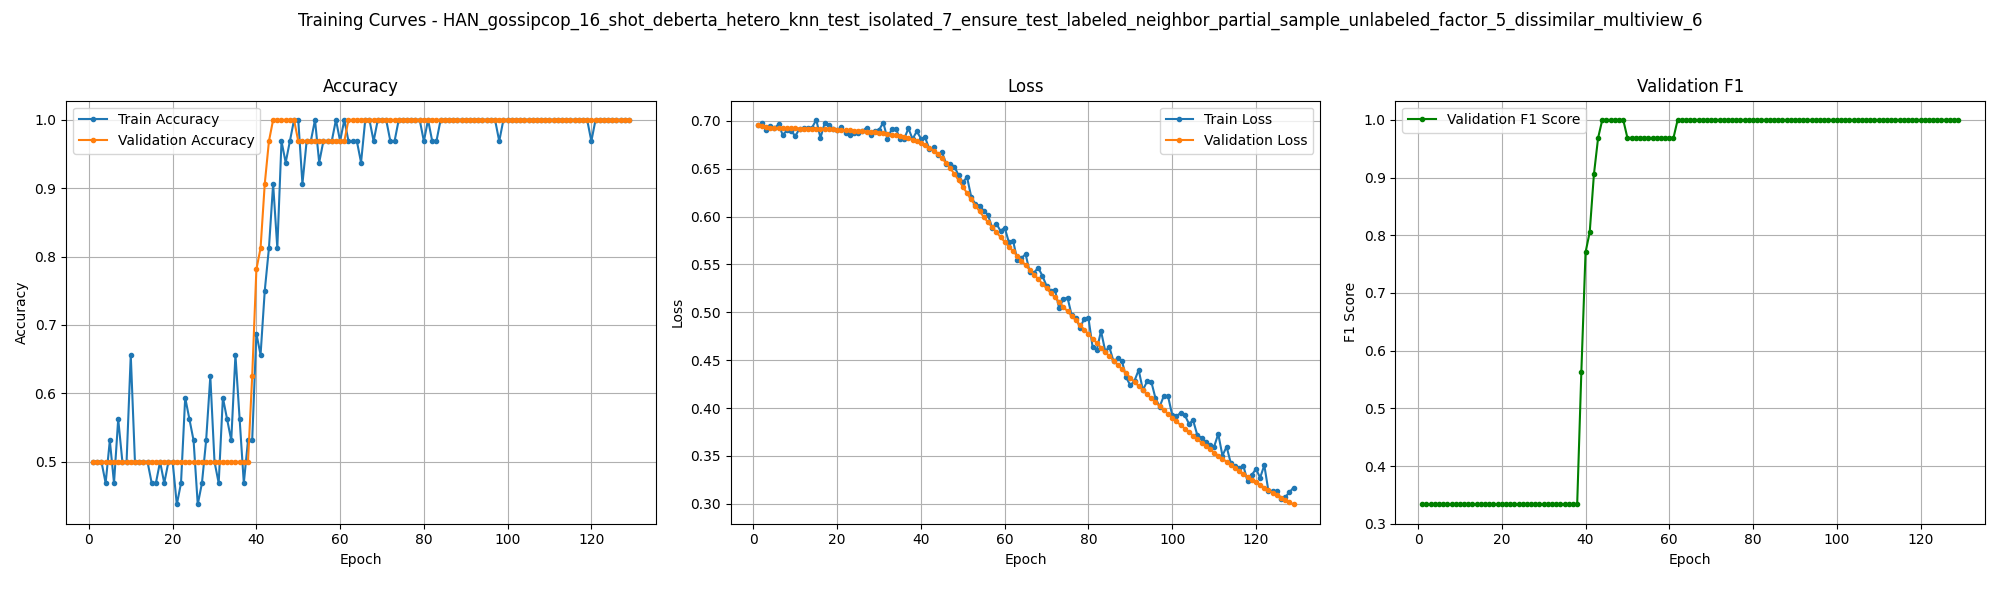 Training Curves - HAN_gossipcop_16_shot_deberta_hetero_knn_test_isolated_7_ensure_test_labeled_neighbor_partial_sample_unlabeled_factor_5_dissimilar_multiview_6
Accuracy
Train Accuracy
Validation Accuracy
Accuracy
1.0
0.9
0.8
0.7
0.6
0.5
0 20 40 60 80 100 120
Epoch
Loss
Train Loss
Validation Loss
Loss
0.70
0.65
0.60
0.55
0.50
0.45
0.40
0.35
0.30
0 20 40 60 80 100 120
Epoch
Validation F1
Validation F1 Score
F1 Score
1.0
0.9
0.8
0.7
0.6
0.5
0.4
0.3
0 20 40 60 80 100 120
Epoch